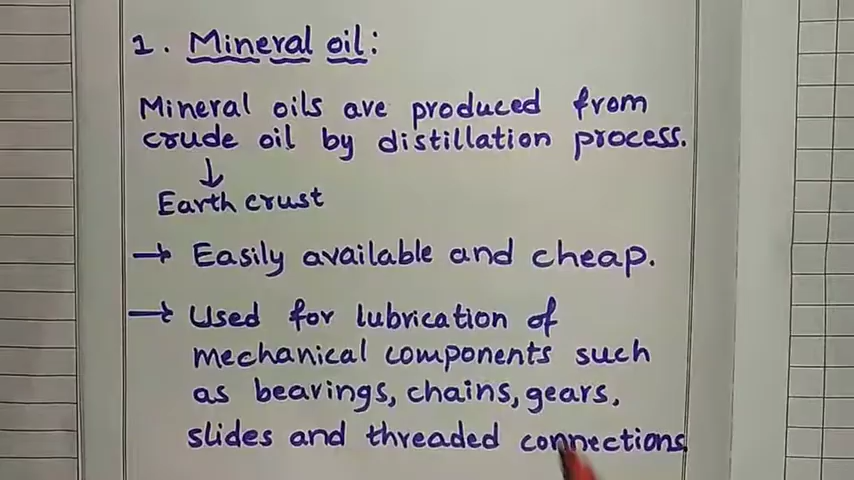 1. Mineral oil:
Mineral oils are produced from
crude oil by distillation process.
↓
Earth crust
→ Easily available and cheap.
→ Used for lubrication of
mechanical components such
as bearings, chains, gears,
slides and threaded connections.